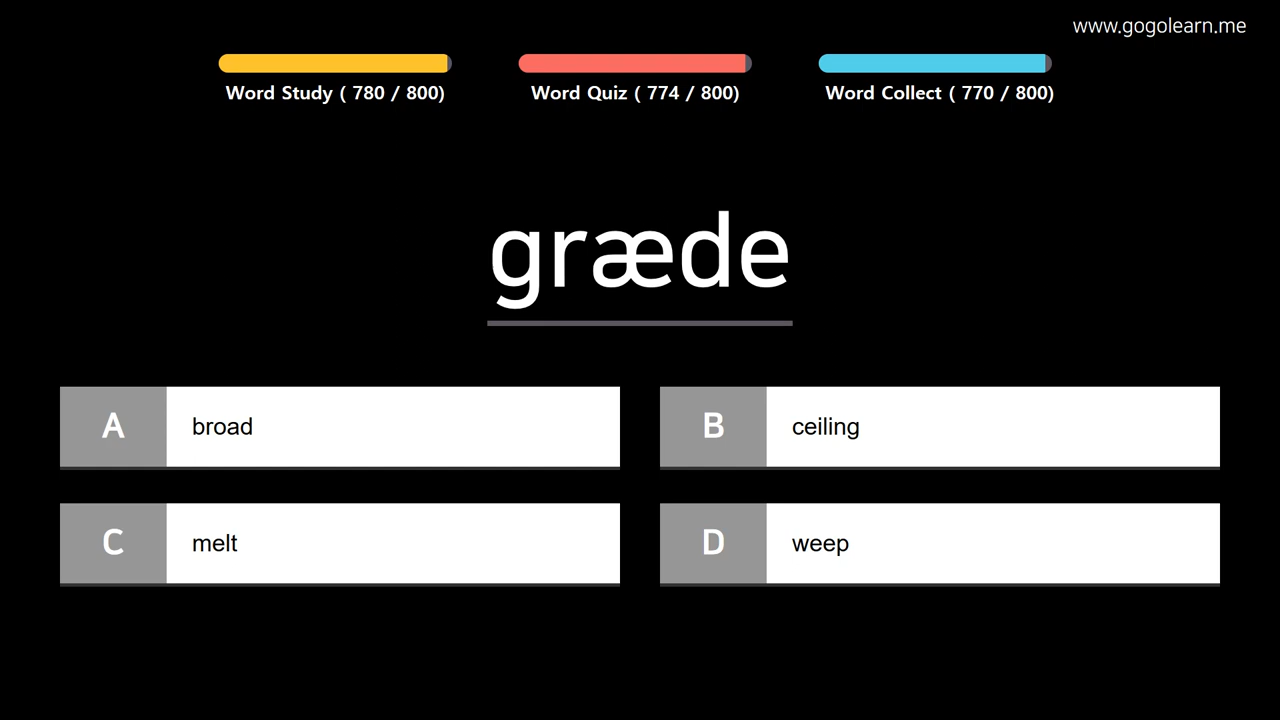 www.gogolearn.me
Word Study ( 780 / 800) Word Quiz ( 774 / 800) Word Collect ( 770 / 800)
græde
A broad
B ceiling
C melt
D weep